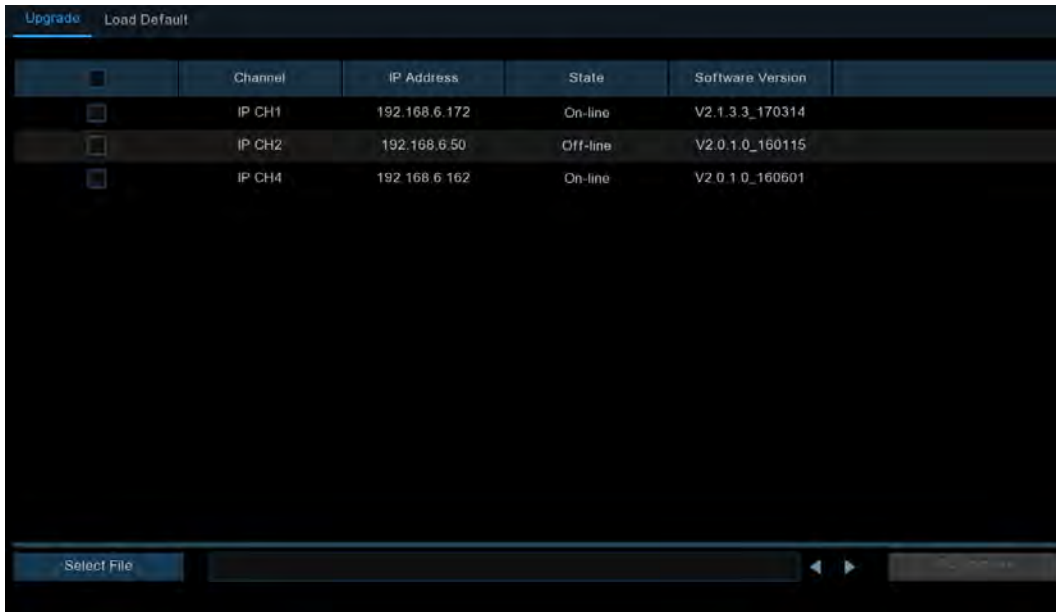 Upgrade Load Default
Channel IP Address State Software Version
IP CH1 192.168.6.172 On-line V2.1.3.3_170314
IP CH2 192.168.6.50 Off-line V2.0.1.0_160115
IP CH4 192.168.6.162 On-line V2.0.1.0_160601
Select File